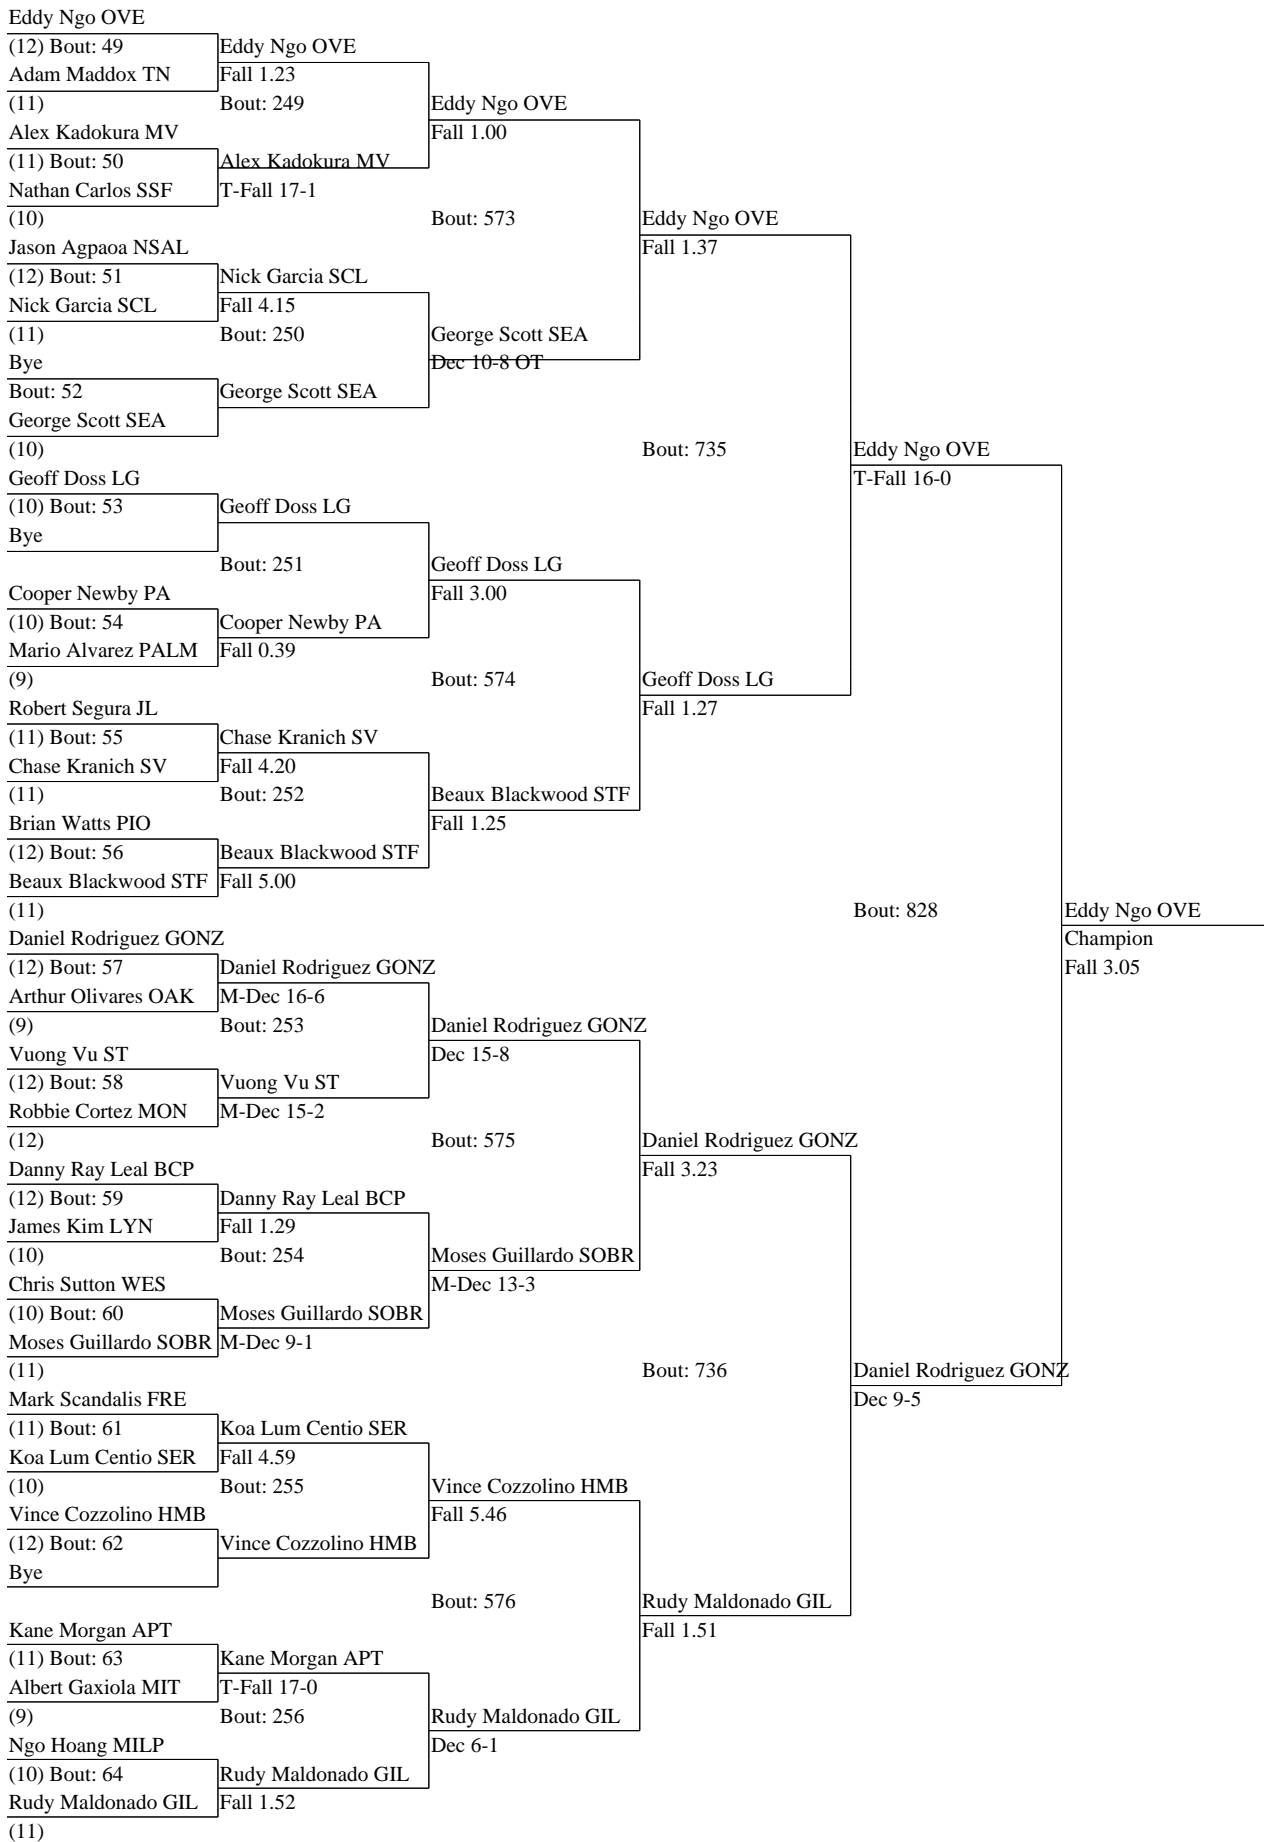 Eddy Ngo OVE
(12) Bout: 49
Eddy Ngo OVE
Adam Maddox TN
Fall 1.23
(11)
Bout: 249
Eddy Ngo OVE
Alex Kadokura MV
Fall 1.00
(11) Bout: 50
Alex Kadokura MV
Nathan Carlos SSF
T-Fall 17-1
(10)
Bout: 573
Eddy Ngo OVE
Jason Agpaoa NSAL
Fall 1.37
(12) Bout: 51
Nick Garcia SCL
Nick Garcia SCL
Fall 4.15
(11)
Bout: 250
George Scott SEA
Bye
Dec 10-8 OT
Bout: 52
George Scott SEA
George Scott SEA
(10)
Bout: 735
Eddy Ngo OVE
Geoff Doss LG
T-Fall 16-0
(10) Bout: 53
Geoff Doss LG
Bye
Bout: 251
Geoff Doss LG
Cooper Newby PA
Fall 3.00
(10) Bout: 54
Cooper Newby PA
Mario Alvarez PALM
Fall 0.39
(9)
Bout: 574
Geoff Doss LG
Robert Segura JL
Fall 1.27
(11) Bout: 55
Chase Kranich SV
Chase Kranich SV
Fall 4.20
(11)
Bout: 252
Beaux Blackwood STF
Brian Watts PIO
Fall 1.25
(12) Bout: 56
Beaux Blackwood STF
Beaux Blackwood STF
Fall 5.00
(11)
Bout: 828
Eddy Ngo OVE
Daniel Rodriguez GONZ
Champion
(12) Bout: 57
Daniel Rodriguez GONZ
Fall 3.05
Arthur Olivares OAK
M-Dec 16-6
(9)
Bout: 253
Daniel Rodriguez GONZ
Vuong Vu ST
Dec 15-8
(12) Bout: 58
Vuong Vu ST
Robbie Cortez MON
M-Dec 15-2
(12)
Bout: 575
Daniel Rodriguez GONZ
Danny Ray Leal BCP
Fall 3.23
(12) Bout: 59
Danny Ray Leal BCP
James Kim LYN
Fall 1.29
(10)
Bout: 254
Moses Guillardo SOBR
Chris Sutton WES
M-Dec 13-3
(10) Bout: 60
Moses Guillardo SOBR
Moses Guillardo SOBR
M-Dec 9-1
(11)
Bout: 736
Daniel Rodriguez GONZ
Mark Scandalis FRE
Dec 9-5
(11) Bout: 61
Koa Lum Centio SER
Koa Lum Centio SER
Fall 4.59
(10)
Bout: 255
Vince Cozzolino HMB
Vince Cozzolino HMB
Fall 5.46
(12) Bout: 62
Vince Cozzolino HMB
Bye
Bout: 576
Rudy Maldonado GIL
Kane Morgan APT
Fall 1.51
(11) Bout: 63
Kane Morgan APT
Albert Gaxiola MIT
T-Fall 17-0
(9)
Bout: 256
Rudy Maldonado GIL
Ngo Hoang MILP
Dec 6-1
(10) Bout: 64
Rudy Maldonado GIL
Rudy Maldonado GIL
Fall 1.52
(11)